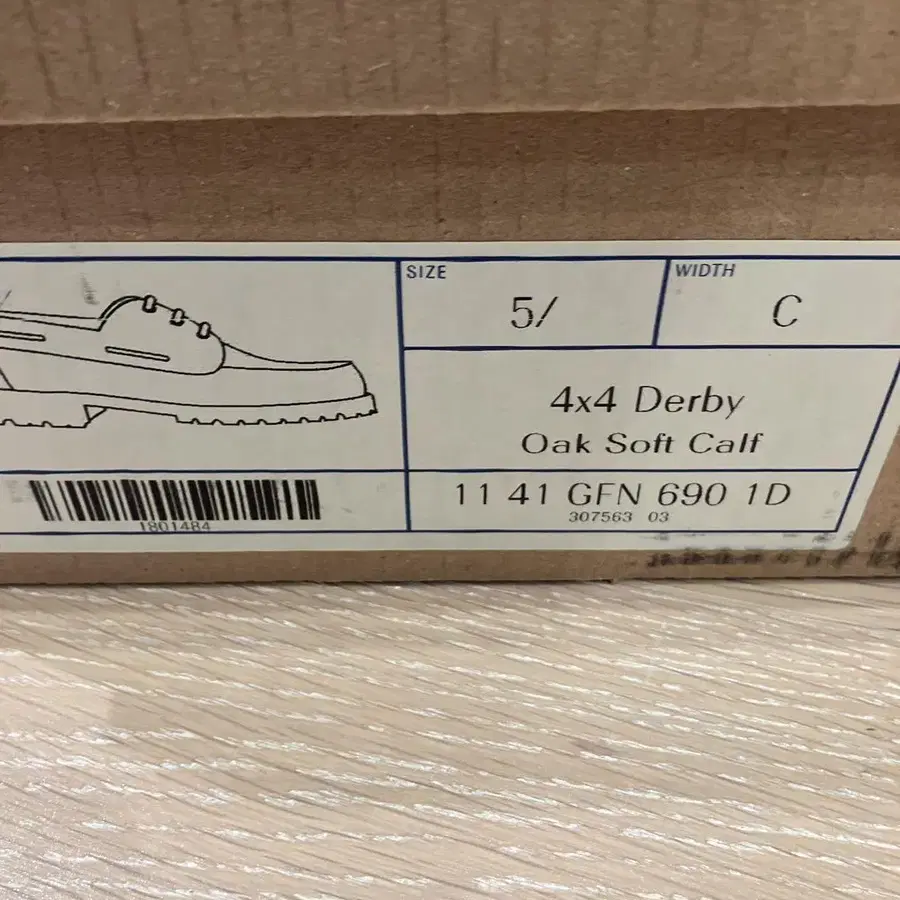 SIZE
5/
WIDTH
C
4x4 Derby
Oak Soft Calf
1801484
11 41 GFN 690 1D
307563 03